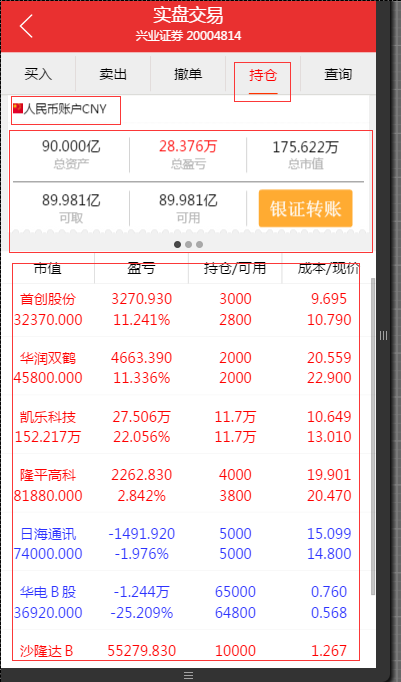 实盘交易
兴业证券 20004814
买入 卖出 撤单 持仓 查询
人民币账户CNY
90.000亿 28.376万 175.622万
总资产 总盈亏 总市值
89.981亿 89.981亿 银证转账
可取 可用
市值 盈亏 持仓/可用 成本/现价
首创股份 3270.930 3000 9.695
32370.000 11.241% 2800 10.790
华润双鹤 4663.390 2000 20.559
45800.000 11.336% 2000 22.900
凯乐科技 27.506万 11.7万 10.649
152.217万 22.056% 11.7万 13.010
隆平高科 2262.830 4000 19.901
81880.000 2.842% 3800 20.470
日海通讯 -1491.920 5000 15.099
74000.000 -1.976% 5000 14.800
华电B股 -1.244万 65000 0.760
36920.000 -25.209% 64800 0.568
沙隆达B 55279.830 10000 1.267